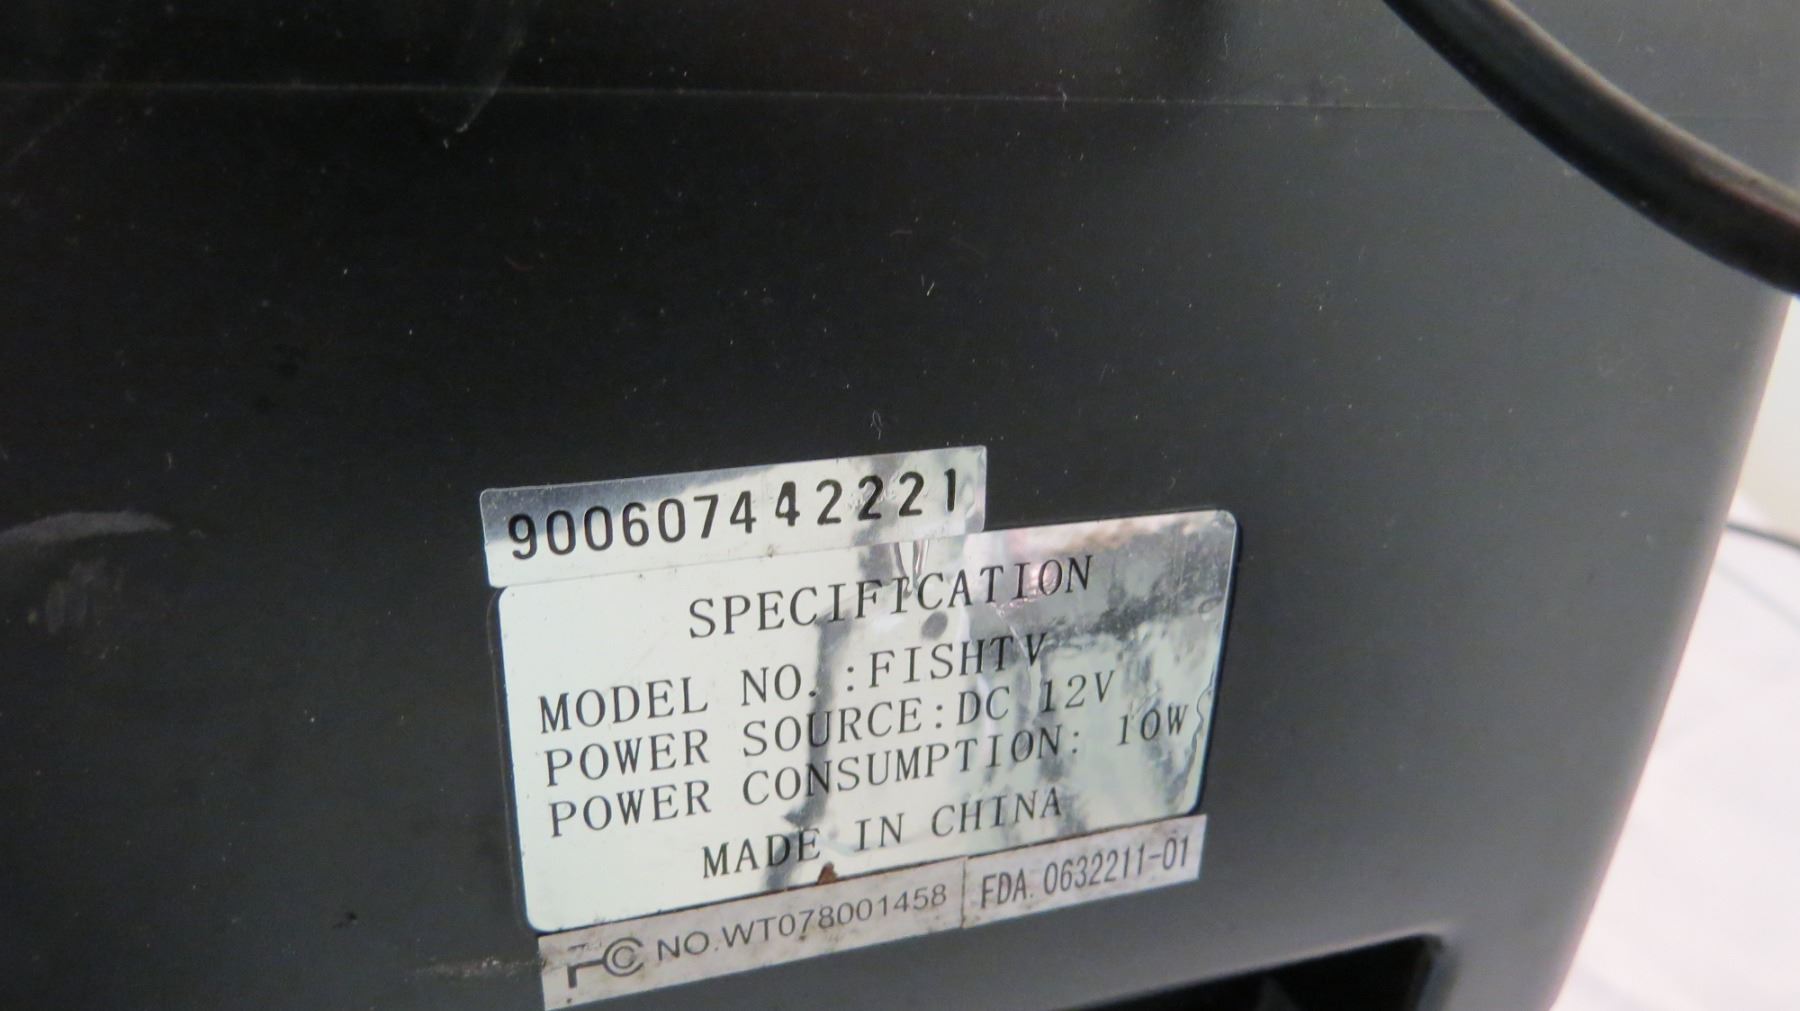 900607442221
SPECIFICATION
MODEL NO.:FISHTV
POWER SOURCE:DC 12V
POWER CONSUMPTION: 10W
MADE IN CHINA
FC NO.WT078001458 FDA. 0632211-01